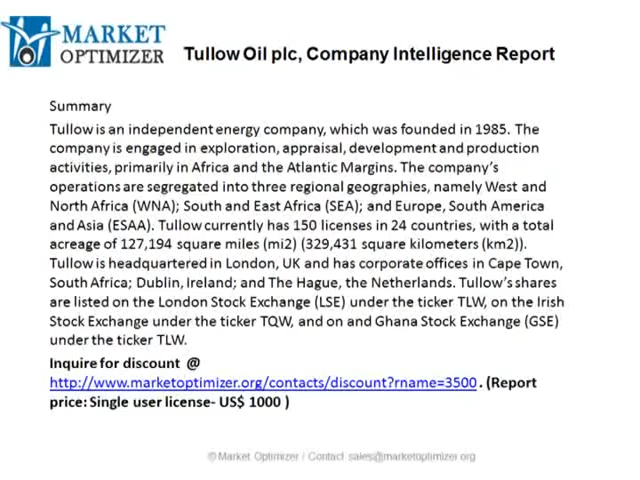 MARKET
OPTIMIZER
Tullow Oil plc, Company Intelligence Report
Summary
Tullow is an independent energy company, which was founded in 1985. The
company is engaged in exploration, appraisal, development and production
activities, primarily in Africa and the Atlantic Margins. The company's
operations are segregated into three regional geographies, namely West and
North Africa (WNA); South and East Africa (SEA); and Europe, South America
and Asia (ESAA). Tullow currently has 150 licenses in 24 countries, with a total
acreage of 127,194 square miles (mi2) (329,431 square kilometers (km2)).
Tullow is headquartered in London, UK and has corporate offices in Cape Town,
South Africa; Dublin, Ireland; and The Hague, the Netherlands. Tullow's shares
are listed on the London Stock Exchange (LSE) under the ticker TLW, on the Irish
Stock Exchange under the ticker TQW, and on and Ghana Stock Exchange (GSE)
under the ticker TLW.
Inquire for discount @
http://www.marketoptimizer.org/contacts/discount?rname=3500 . (Report
price: Single user license- US$ 1000 )
© Market Optimizer / Contact sales@marketoptimizer.org